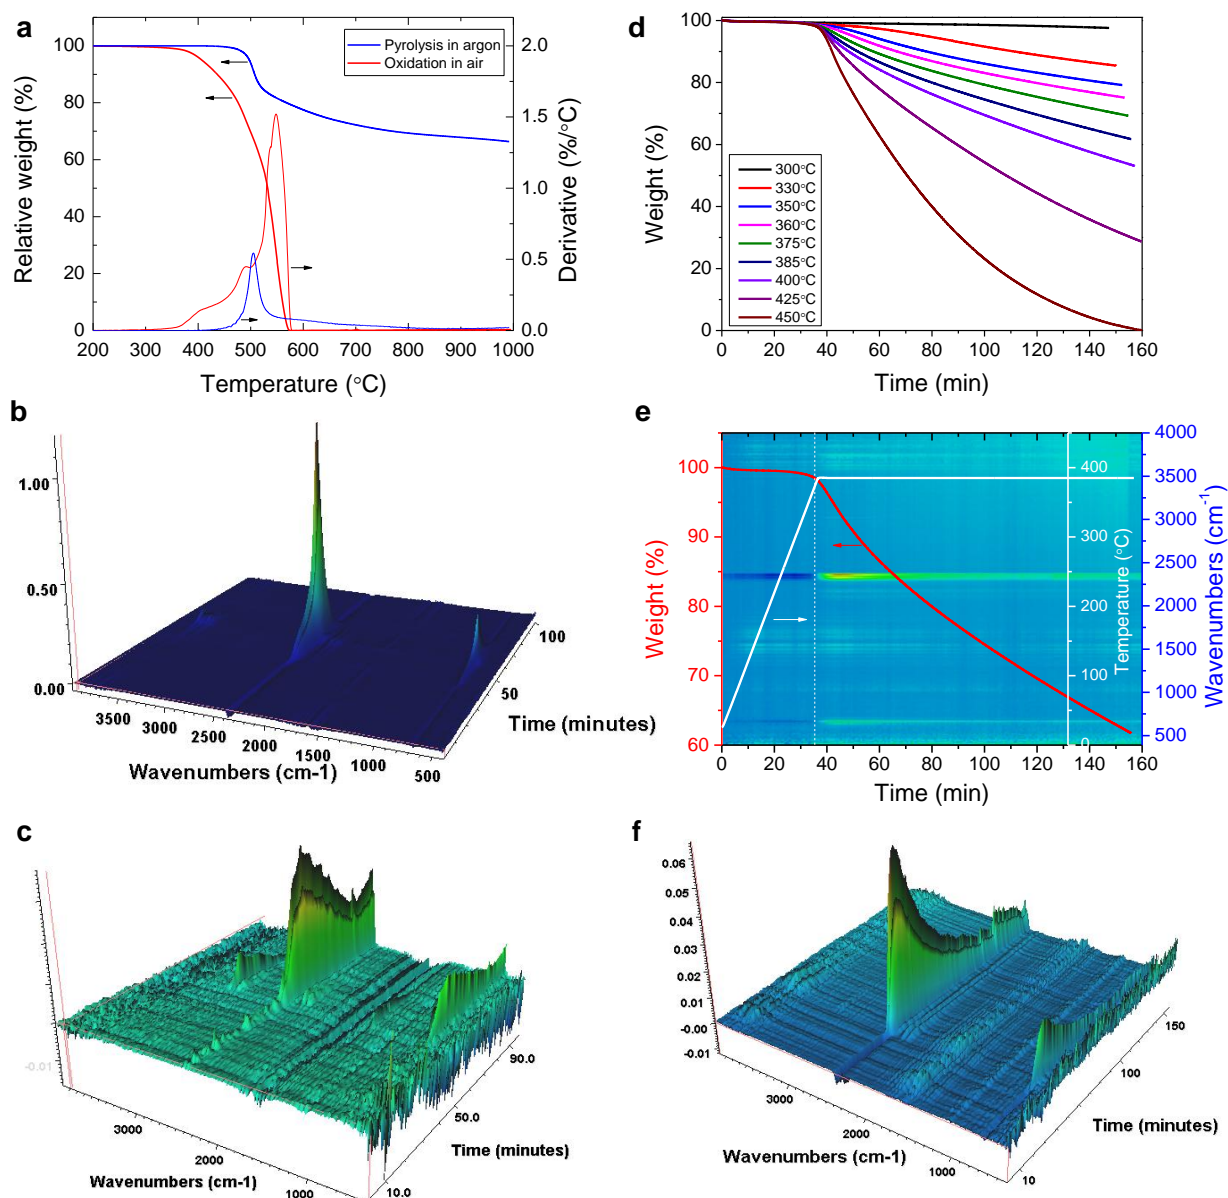 a
Pyrolysis in argon
Oxidation in air
Relative weight (%)
100
80
60
40
20
0
Derivative (%/°C)
2.0
1.5
1.0
0.5
0.0
200 300 400 500 600 700 800 900 1000
Temperature (°C)
d
Weight (%)
100
80
60
40
20
0
300°C
330°C
350°C
360°C
375°C
385°C
400°C
425°C
450°C
0 20 40 60 80 100 120 140 160
Time (min)
b
1.00
0.50
0.00
3500 3000 2500 2000 1500 1000 500
Wavenumbers (cm-1)
50
100
Time (minutes)
e
Weight (%)
100
90
80
70
60
Temperature (°C)
400
300
200
100
0
Wavenumbers (cm-1)
4000
3500
3000
2500
2000
1500
1000
500
0 20 40 60 80 100 120 140 160
Time (min)
c
-0.01
3000 2000 1000
Wavenumbers (cm-1)
10.0 50.0 90.0
Time (minutes)
f
0.06
0.05
0.04
0.03
0.02
0.01
-0.00
-0.01
3000 2000 1000
Wavenumbers (cm-1)
10 100 150
Time (minutes)